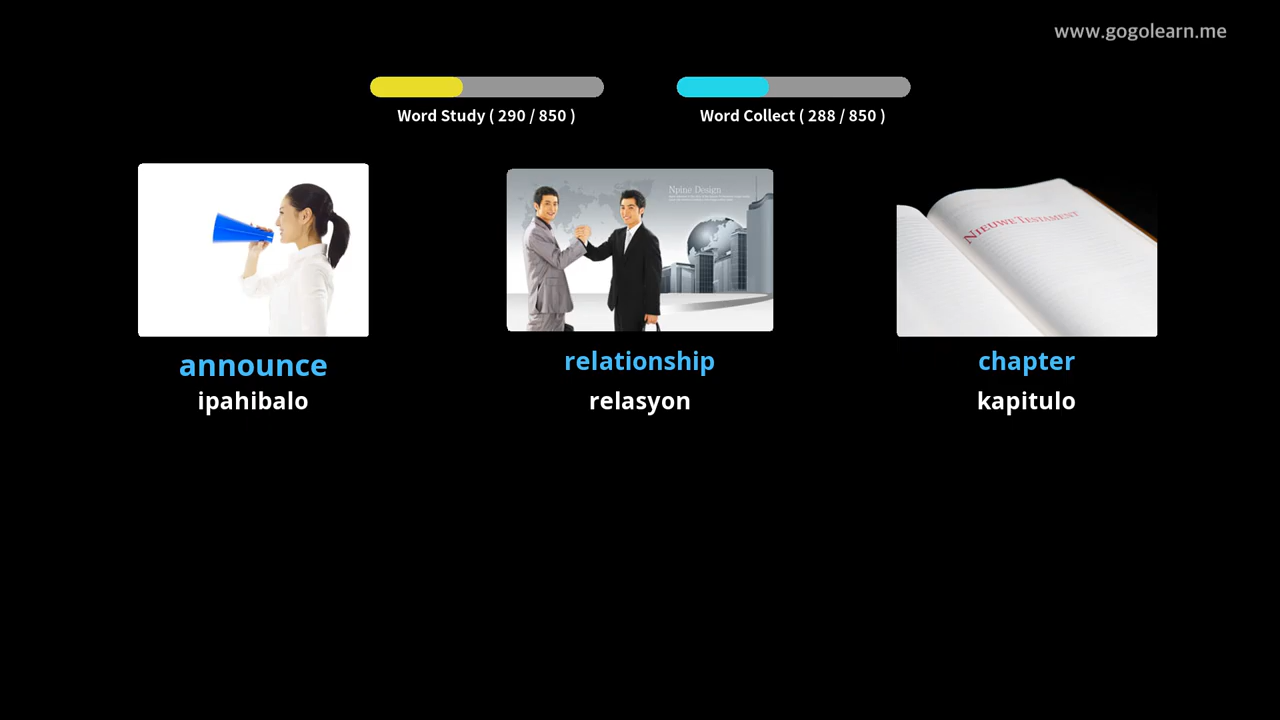 www.gogolearn.me
Word Study ( 290 / 850 )
Word Collect ( 288 / 850 )
Npine Design
NIEUWE TESTAMENT
announce
relationship
chapter
ipahibalo
relasyon
kapitulo